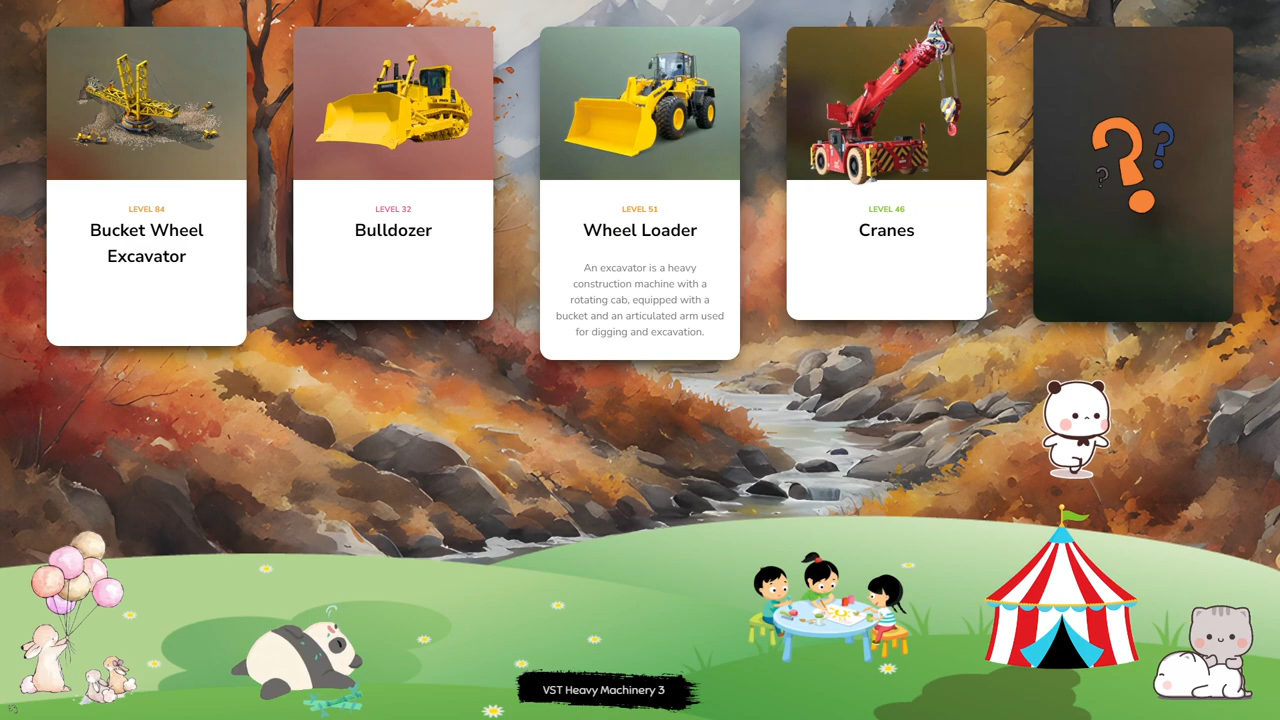 LEVEL 84
Bucket Wheel
Excavator
LEVEL 32
Bulldozer
LEVEL 51
Wheel Loader
An excavator is a heavy
construction machine with a
rotating cab, equipped with a
bucket and an articulated arm used
for digging and excavation.
LEVEL 46
Cranes
???
VST Heavy Machinery 3